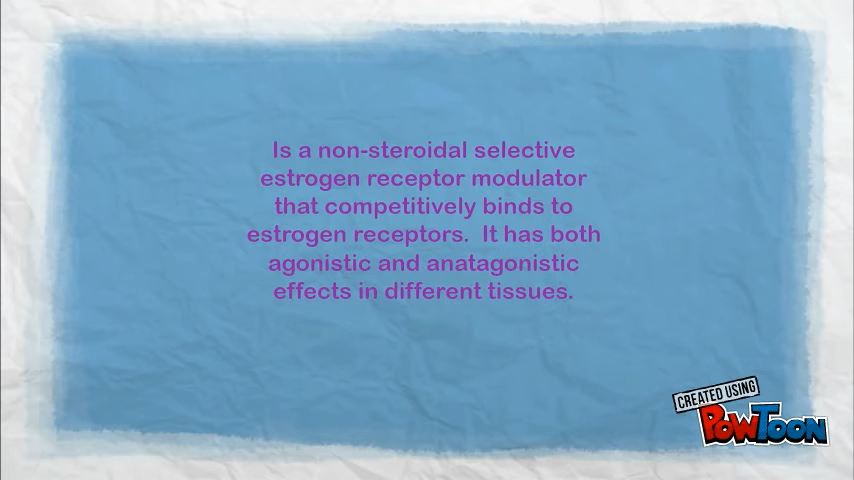 Is a non-steroidal selective
estrogen receptor modulator
that competitively binds to
estrogen receptors.  It has both
agonistic and anatagonistic
effects in different tissues.
CREATED USING
POWTOON